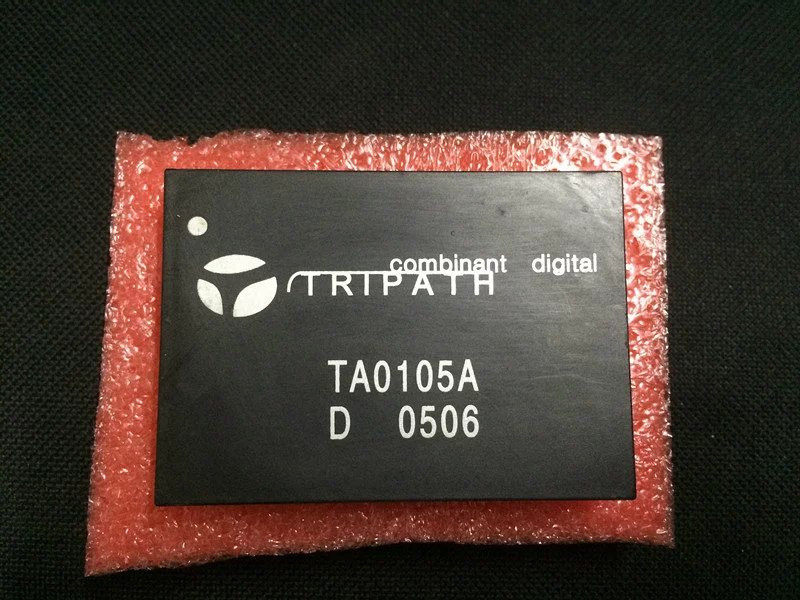 combinant digital
TRIPATH
TA0105A
D 0506